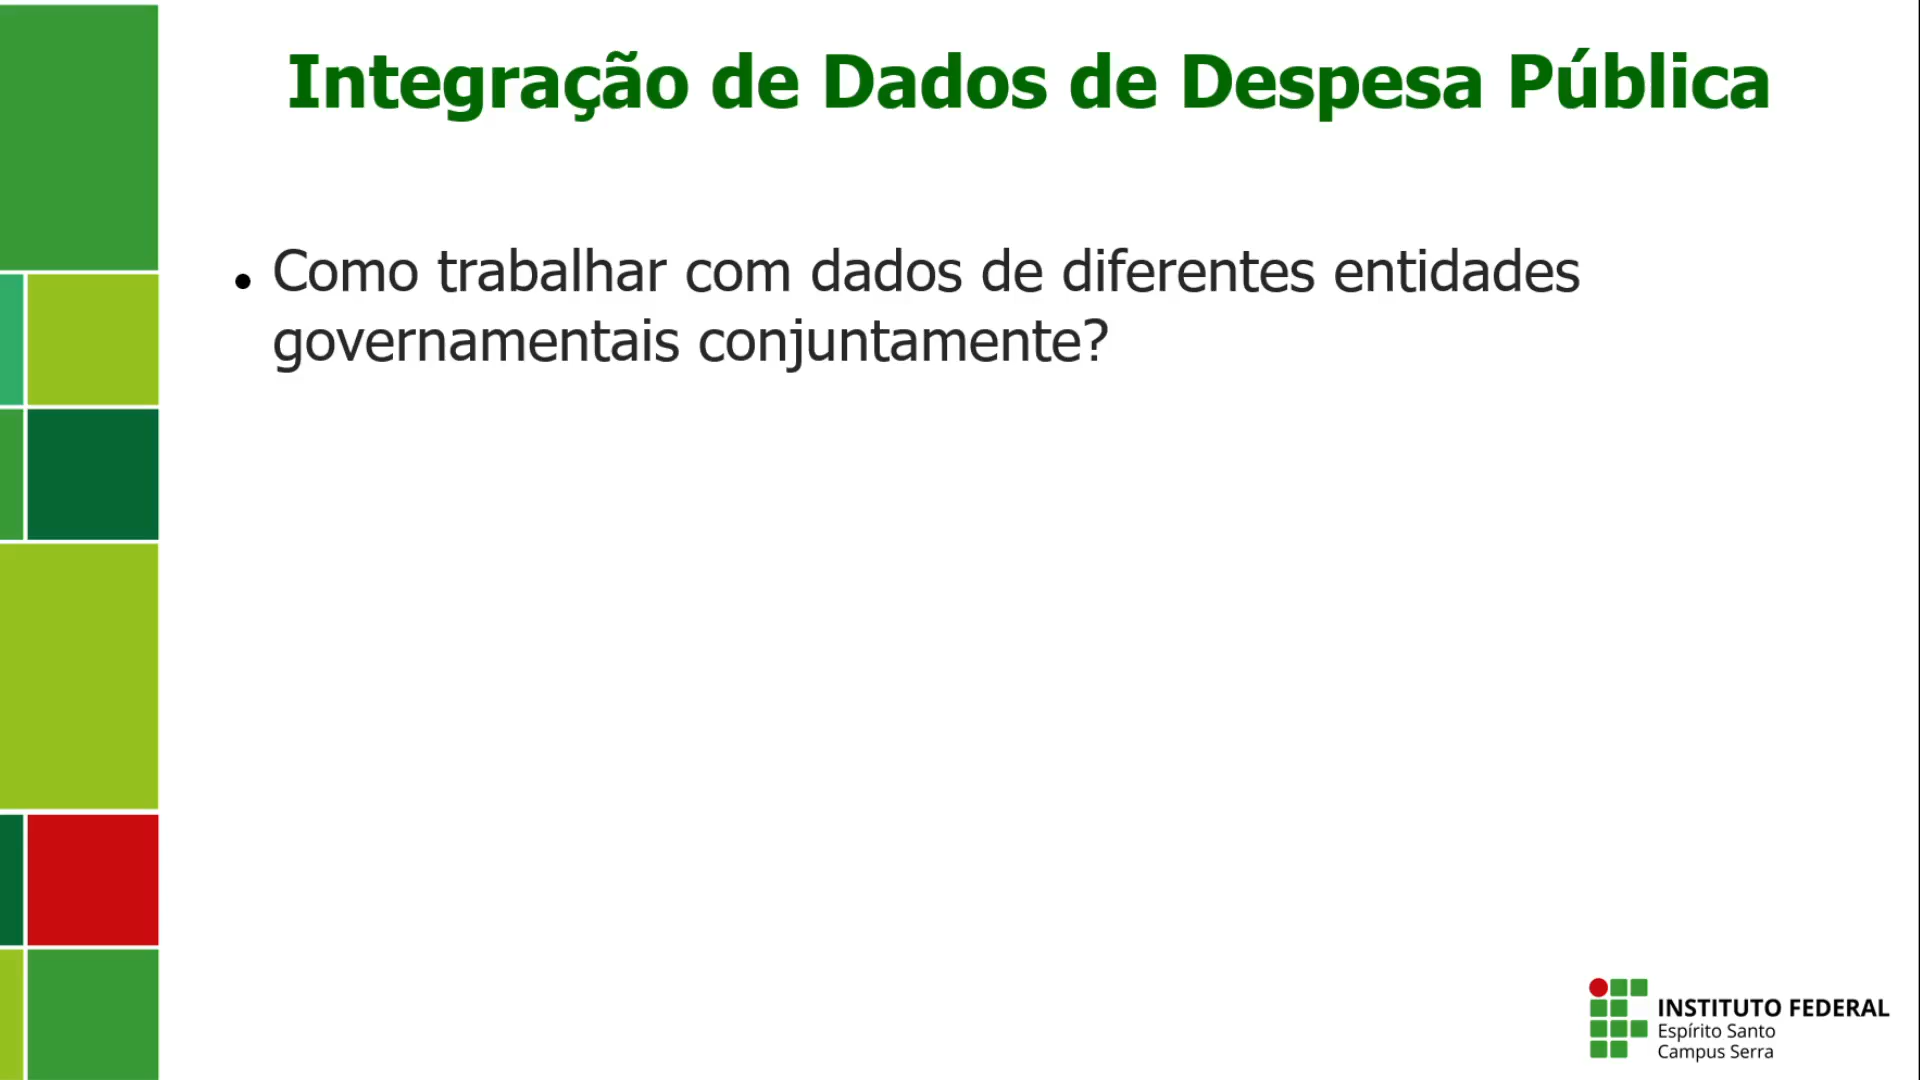 Integração de Dados de Despesa Pública
• Como trabalhar com dados de diferentes entidades
governamentais conjuntamente?
INSTITUTO FEDERAL
Espírito Santo
Campus Serra